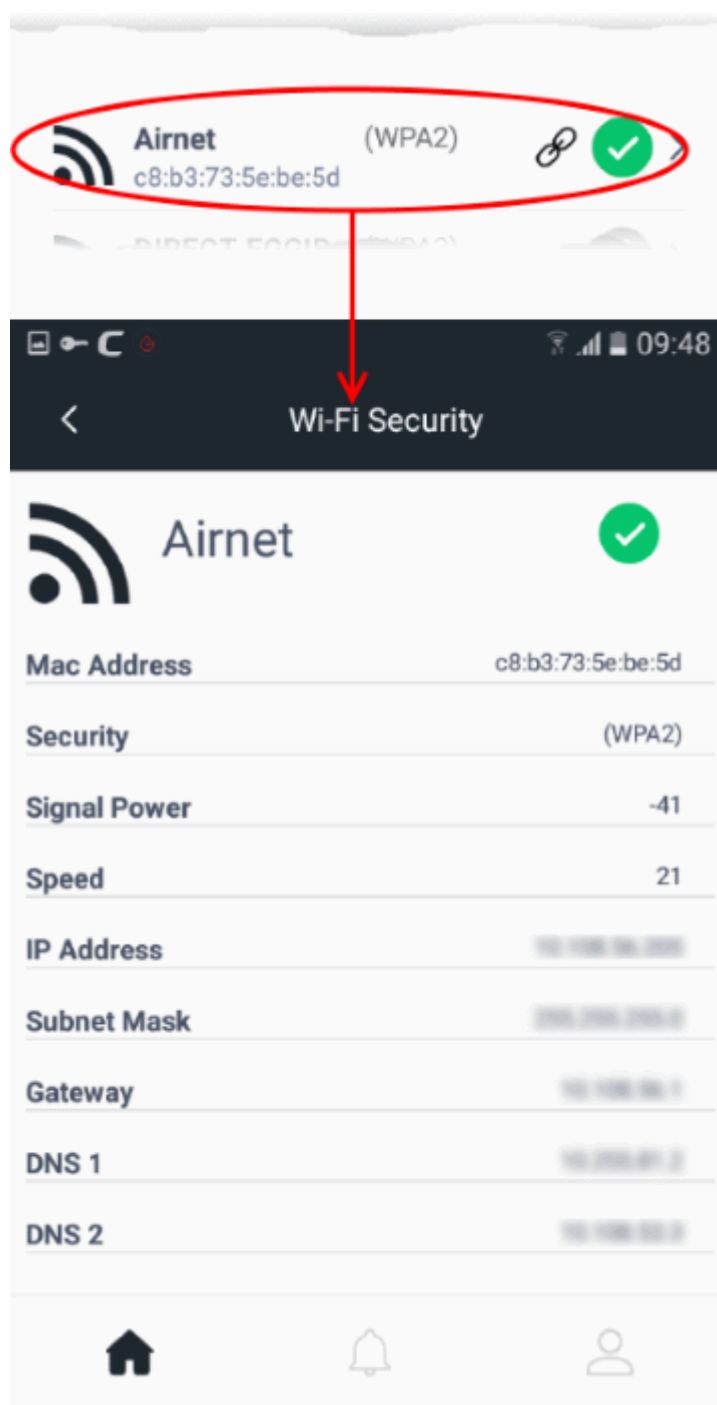 Airnet (WPA2)
c8:b3:73:5e:be:5d
09:48
Wi-Fi Security
Airnet
Mac Address c8:b3:73:5e:be:5d
Security (WPA2)
Signal Power -41
Speed 21
IP Address
Subnet Mask
Gateway
DNS 1
DNS 2